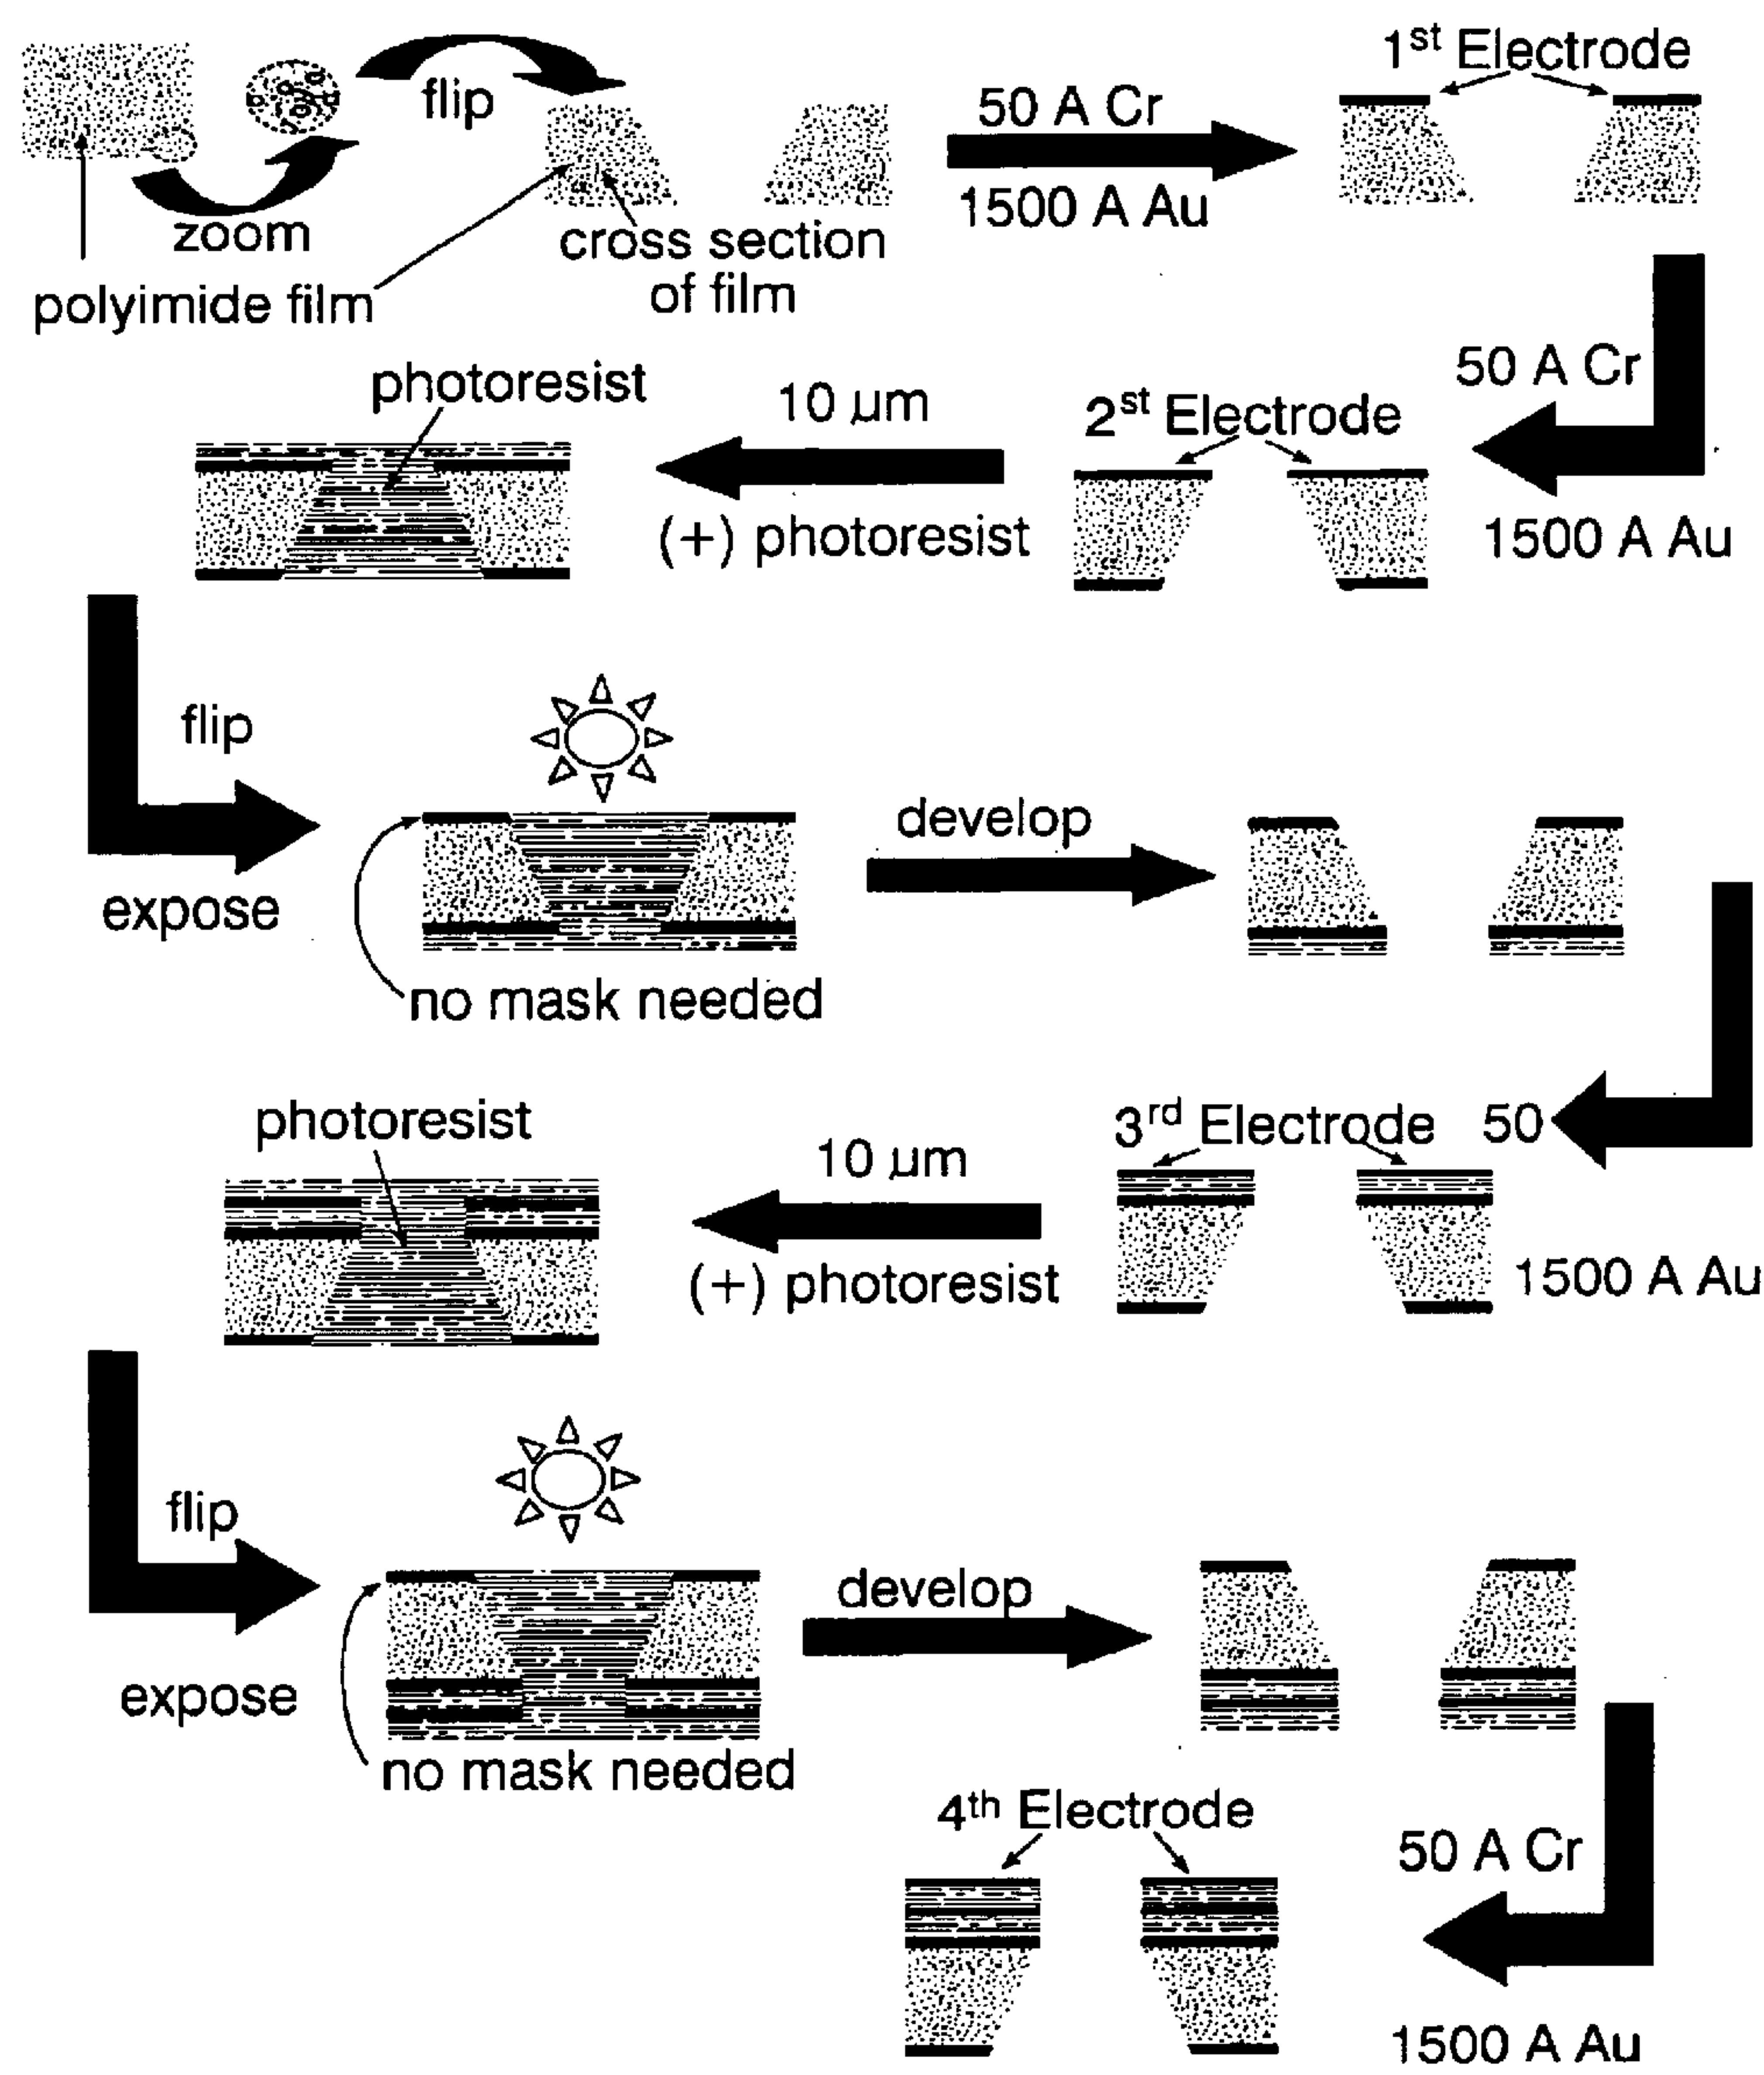 flip
zoom
polyimide film
cross section
of film
50 A Cr
1500 A Au
1st Electrode
50 A Cr
1500 A Au
2st Electrode
10 µm
(+) photoresist
photoresist
flip
expose
no mask needed
develop
50
1500 A Au
3rd Electrode
10 µm
(+) photoresist
photoresist
flip
expose
no mask needed
develop
50 A Cr
1500 A Au
4th Electrode